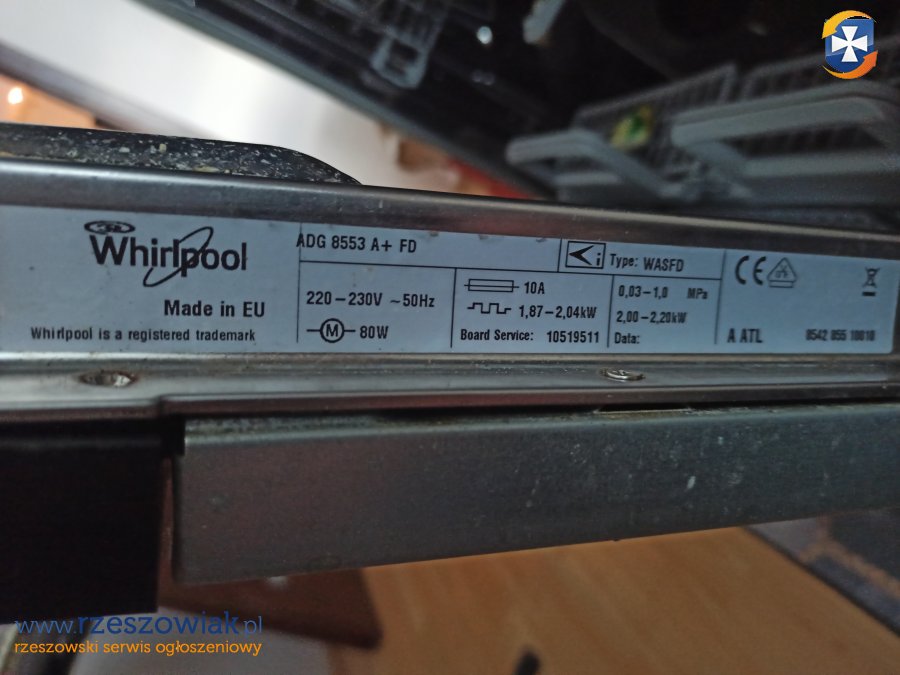 Whirlpool
Made in EU
Whirlpool is a registered trademark
ADG 8553 A+ FD
220-230V ~50Hz
M 80W
10A
1,87-2,04kW
Board Service: 10519511
i Type: WASFD
0,03-1,0 MPa
2,00-2,20kW
Data:
CE
A ATL 8542 855 10010
www.rzeszowiak.pl
rzeszowski serwis ogłoszeniowy